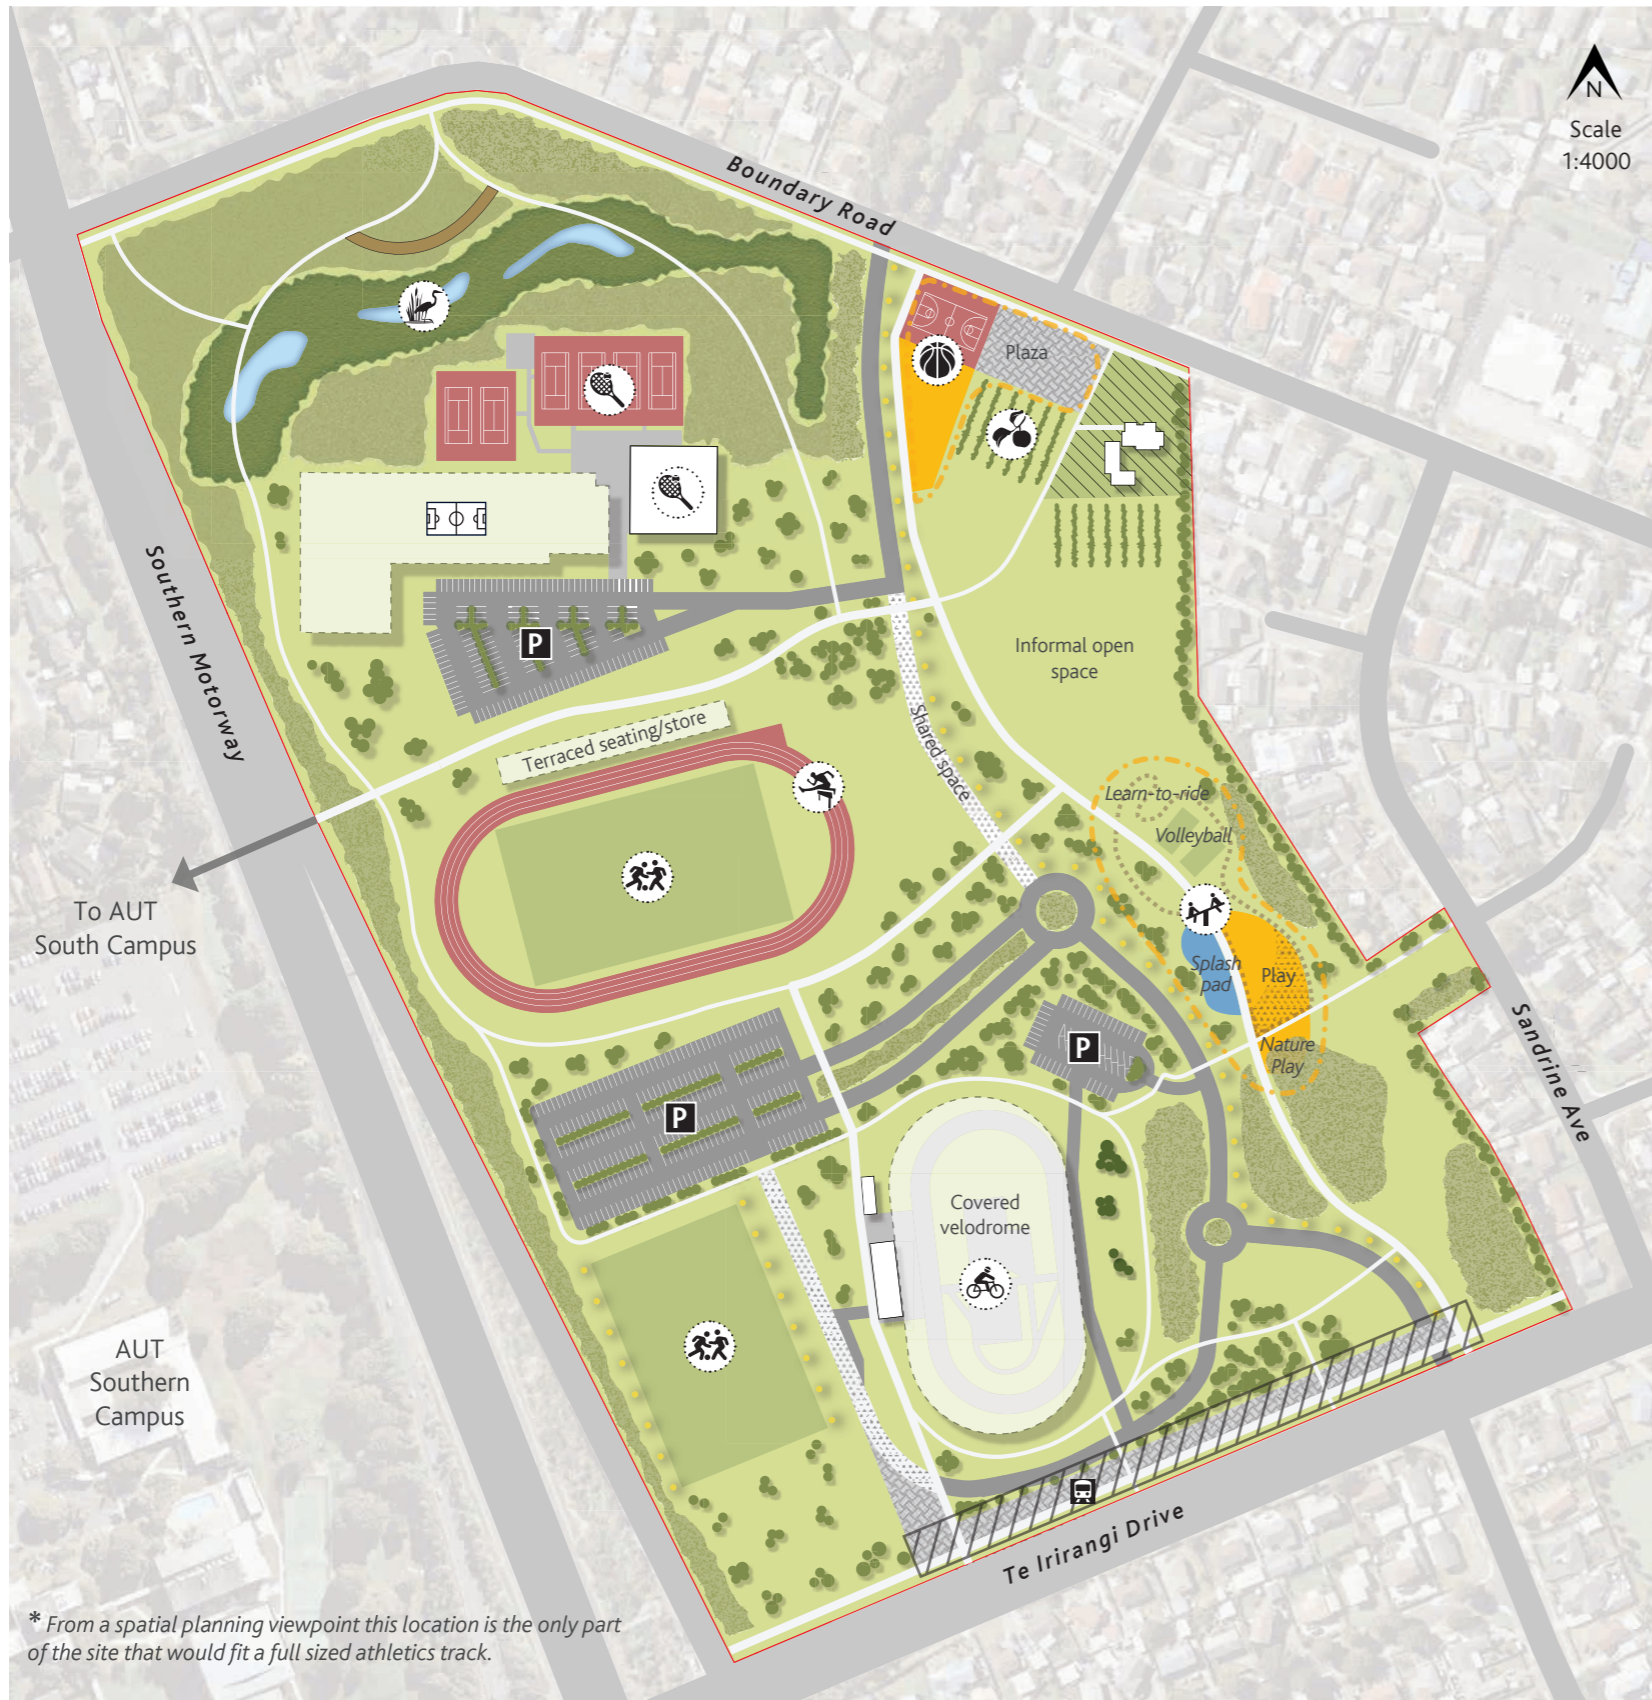 N
Scale
1:4000
Boundary Road
Plaza
Southern Motorway
P
Informal open
space
Terraced seating/store
Shared space
Learn-to-ride
Volleyball
To AUT
South Campus
Splash
pad
Play
Nature
Play
P
P
Sandrine Ave
Covered
velodrome
AUT
Southern
Campus
Te Irirangi Drive
* From a spatial planning viewpoint this location is the only part
of the site that would fit a full sized athletics track.